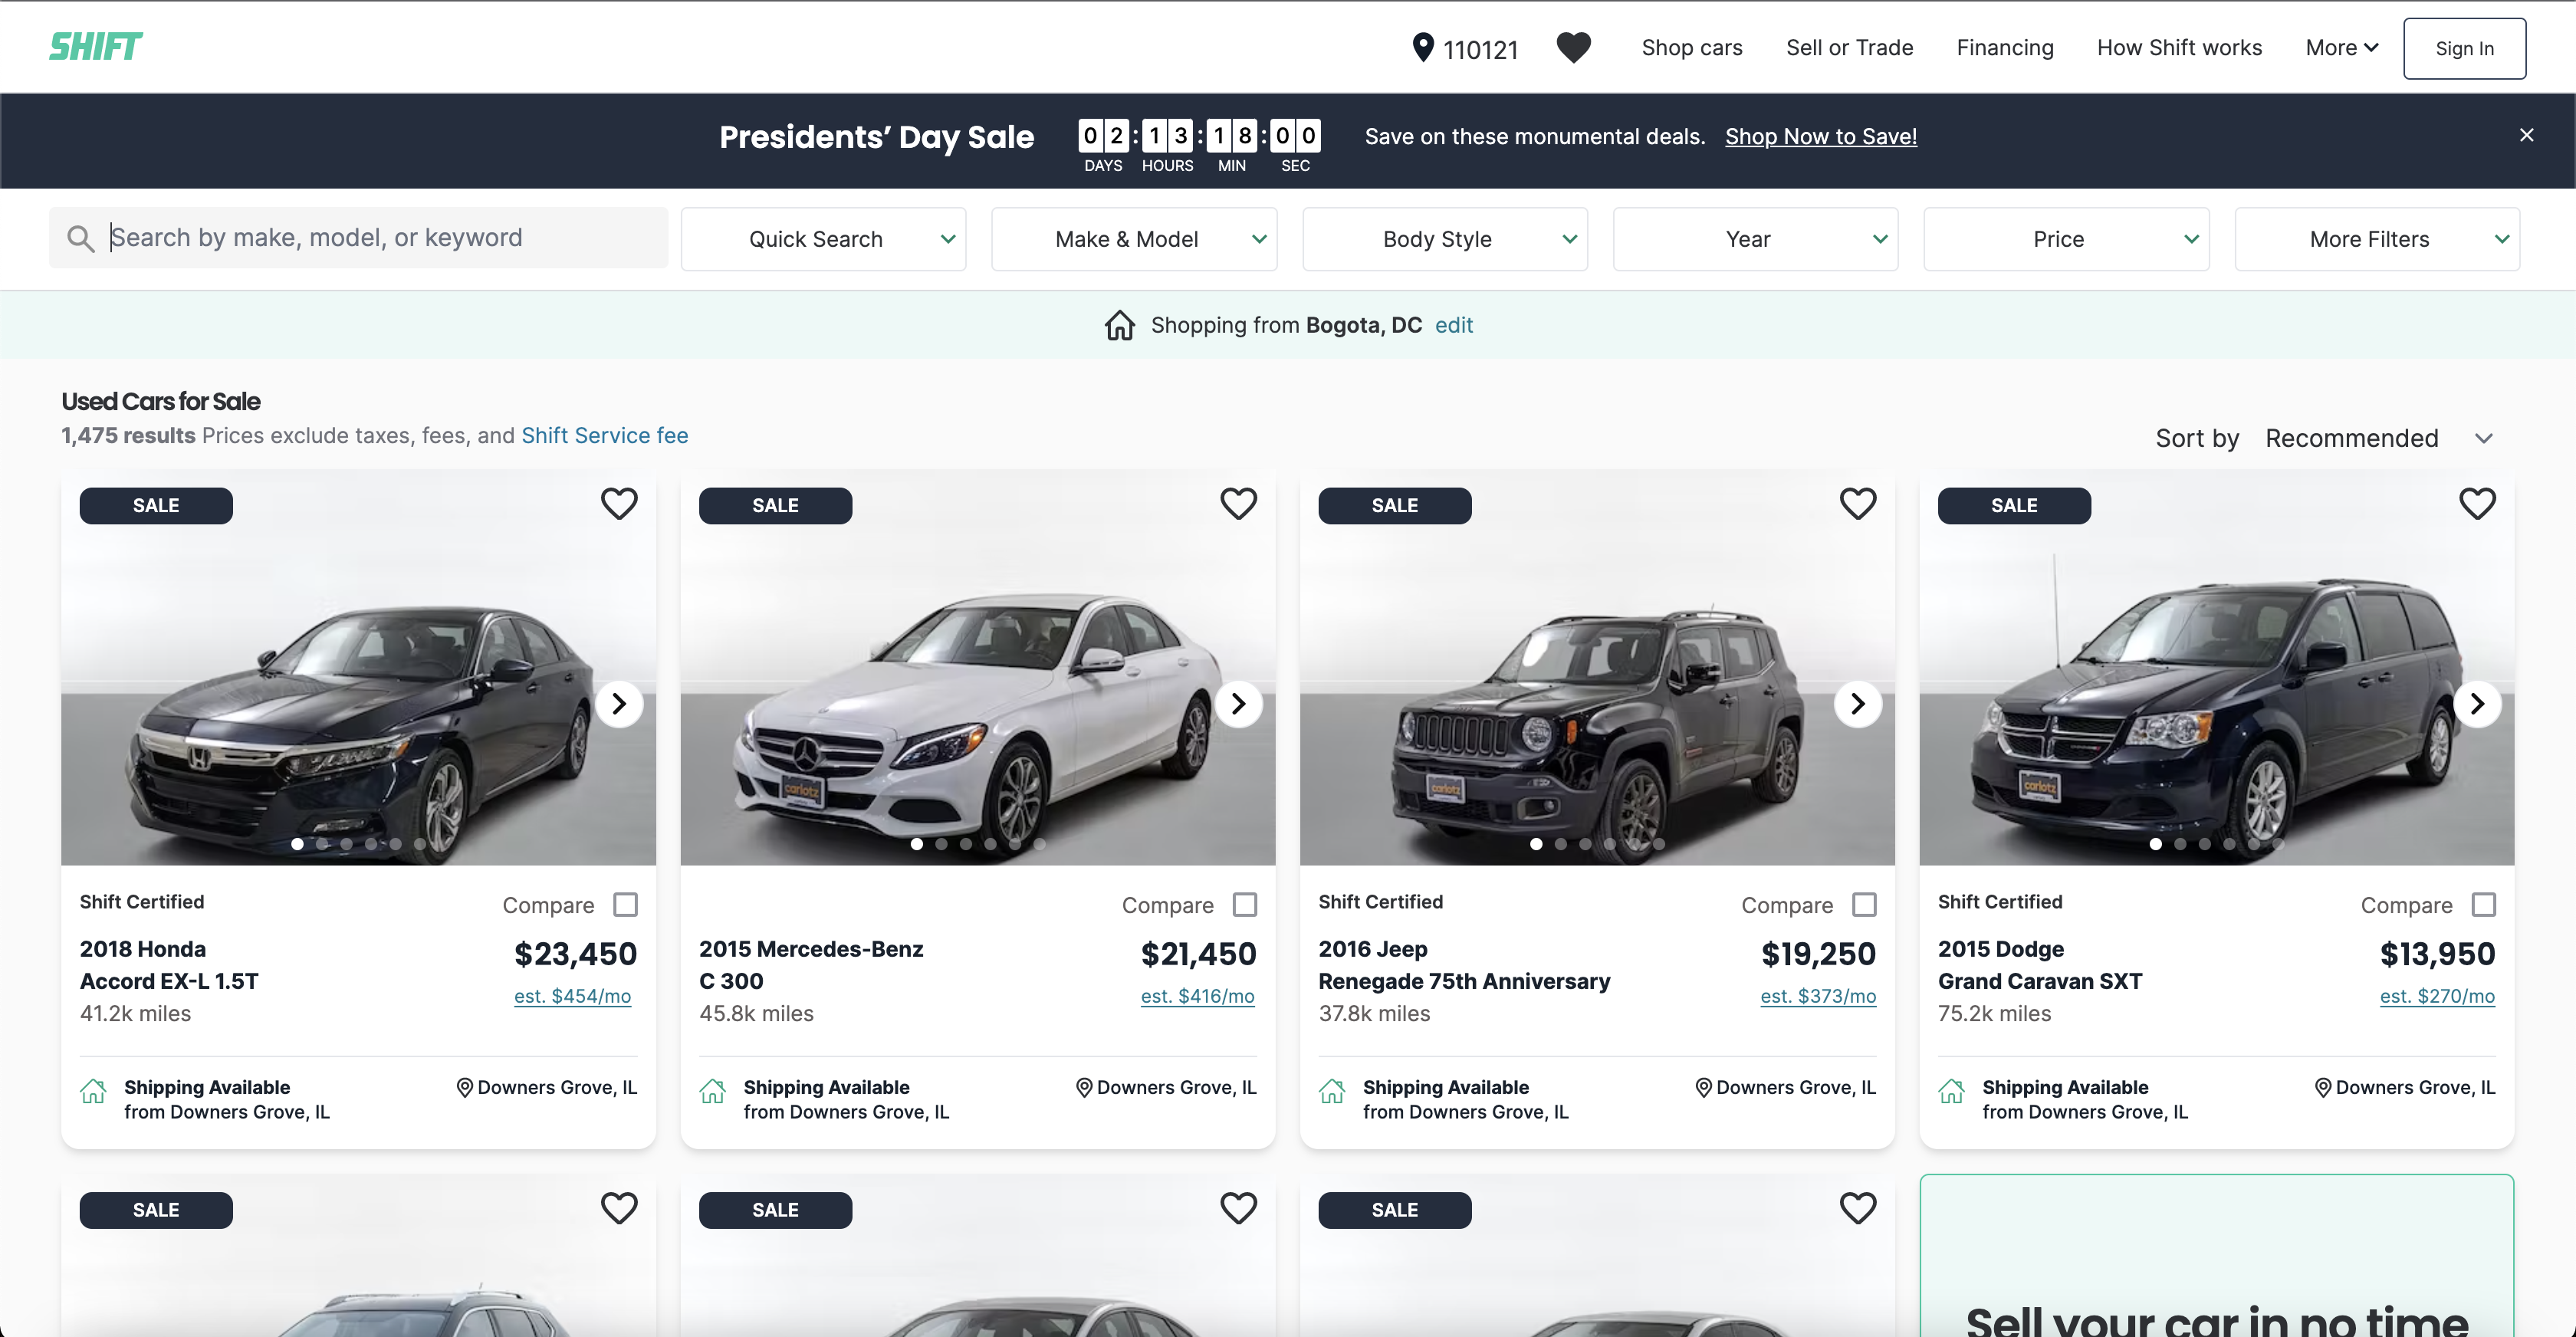 SHIFT
110121
Shop cars
Sell or Trade
Financing
How Shift works
More
Sign In
Presidents’ Day Sale
02:13:18:00
DAYS HOURS MIN SEC
Save on these monumental deals. Shop Now to Save!
Search by make, model, or keyword
Quick Search
Make & Model
Body Style
Year
Price
More Filters
Shopping from Bogota, DC edit
Used Cars for Sale
1,475 results Prices exclude taxes, fees, and Shift Service fee
Sort by Recommended
SALE
carlotz
Shift Certified
Compare
2018 Honda
Accord EX-L 1.5T
41.2k miles
$23,450
est. $454/mo
Shipping Available
from Downers Grove, IL
Downers Grove, IL
SALE
Compare
2015 Mercedes-Benz
C 300
45.8k miles
$21,450
est. $416/mo
Shipping Available
from Downers Grove, IL
Downers Grove, IL
SALE
carlotz
Shift Certified
Compare
2016 Jeep
Renegade 75th Anniversary
37.8k miles
$19,250
est. $373/mo
Shipping Available
from Downers Grove, IL
Downers Grove, IL
SALE
carlotz
Shift Certified
Compare
2015 Dodge
Grand Caravan SXT
75.2k miles
$13,950
est. $270/mo
Shipping Available
from Downers Grove, IL
Downers Grove, IL
SALE
SALE
SALE
Sell your car in no time